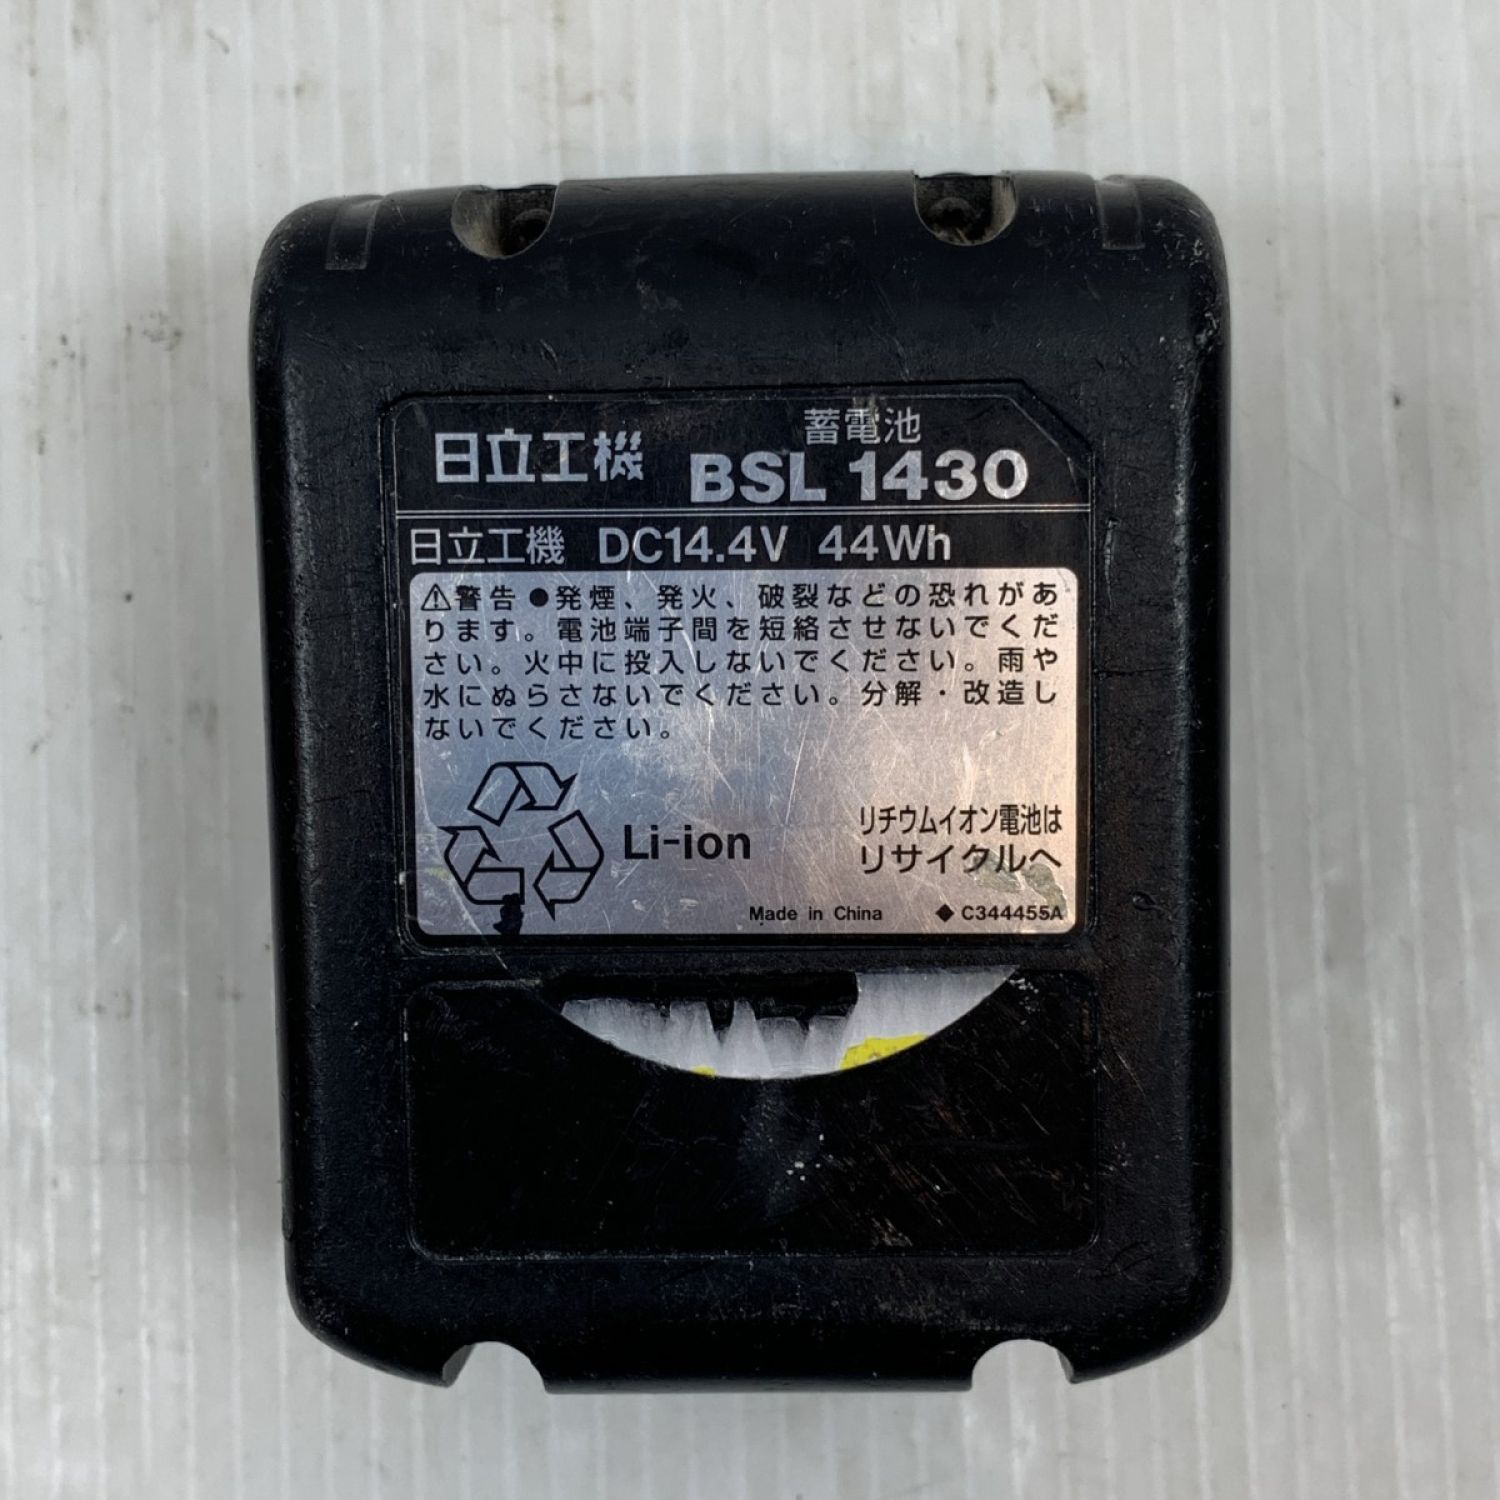 蓄電池
日立工機 BSL 1430
日立工機 DC14.4V 44Wh
⚠警告 ●発煙、発火、破裂などの恐れがあ
ります。電池端子間を短絡させないでくだ
さい。火中に投入しないでください。雨や
水にぬらさないでください。分解・改造し
ないでください。
Li-ion
リチウムイオン電池は
リサイクルへ
Made in China ◆ C344455A